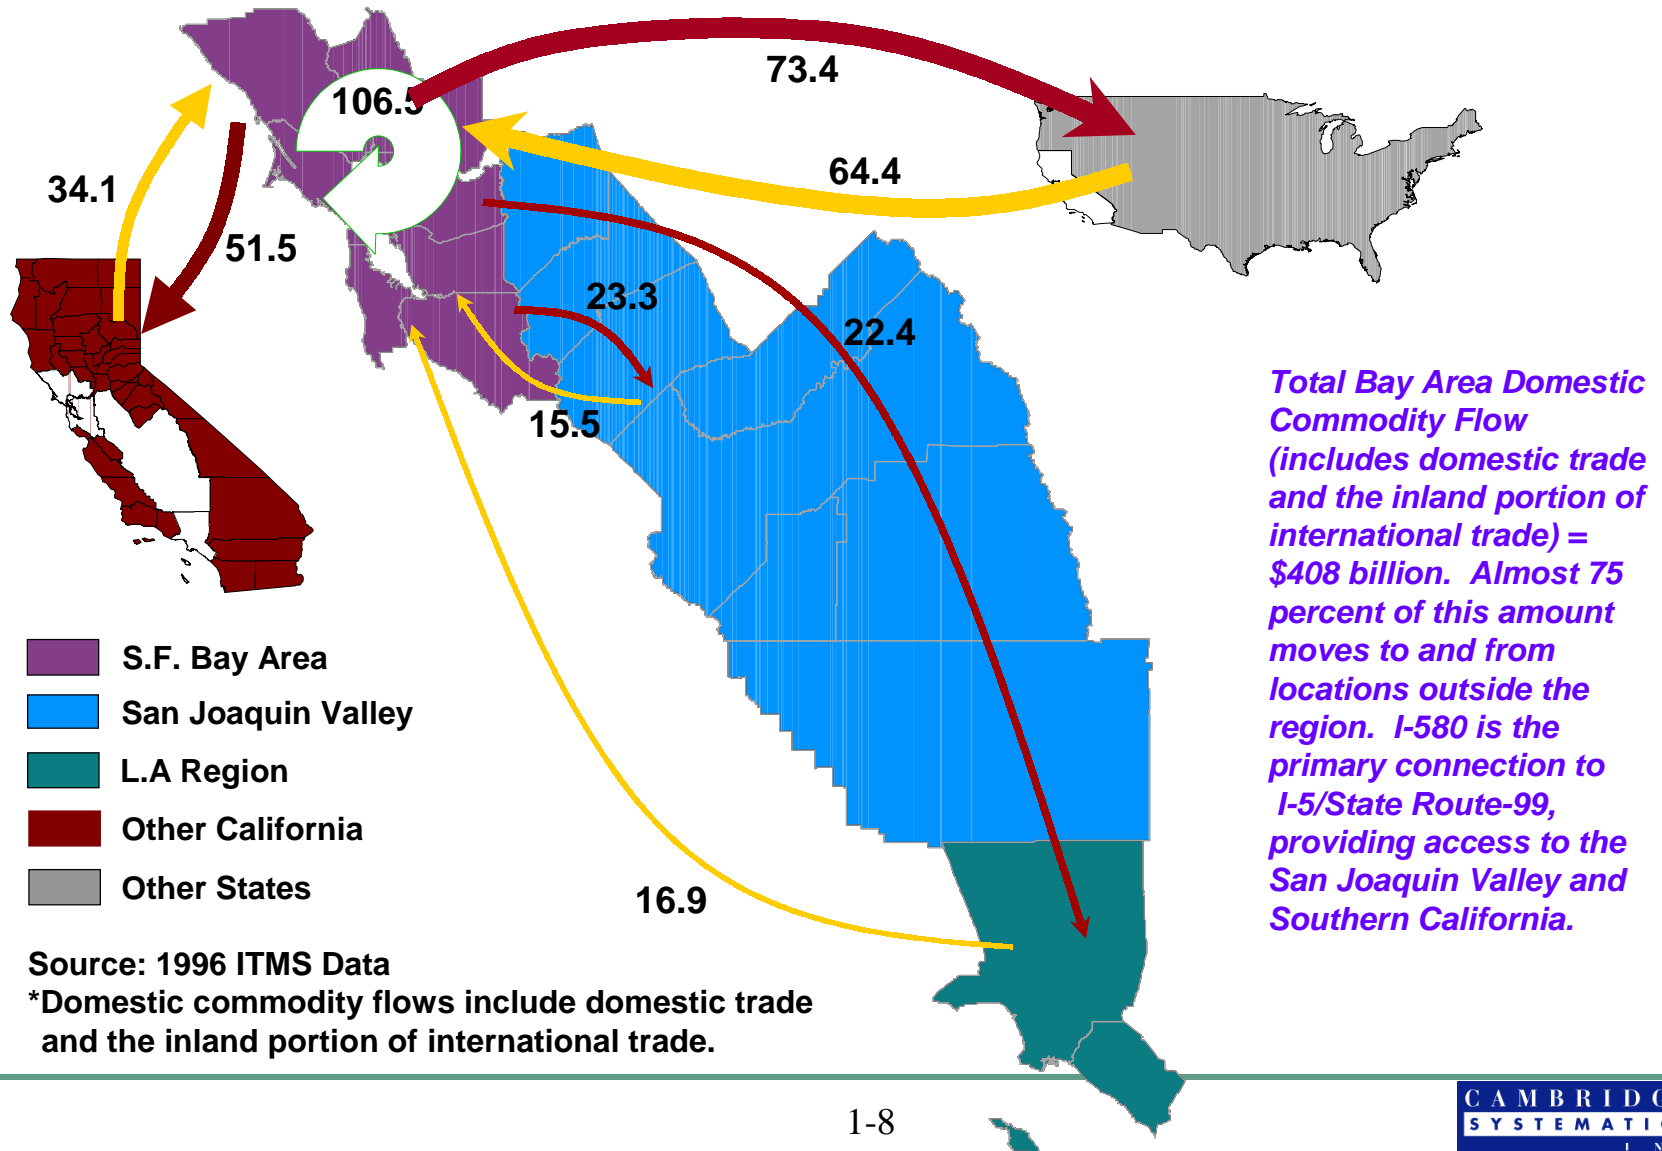 73.4
106.5
64.4
34.1
51.5
23.3
22.4
15.5
16.9
Total Bay Area Domestic
Commodity Flow
(includes domestic trade
and the inland portion of
international trade) =
$408 billion. Almost 75
percent of this amount
moves to and from
locations outside the
region. I-580 is the
primary connection to
I-5/State Route-99,
providing access to the
San Joaquin Valley and
Southern California.
S.F. Bay Area
San Joaquin Valley
L.A Region
Other California
Other States
Source: 1996 ITMS Data
*Domestic commodity flows include domestic trade
and the inland portion of international trade.
1-8